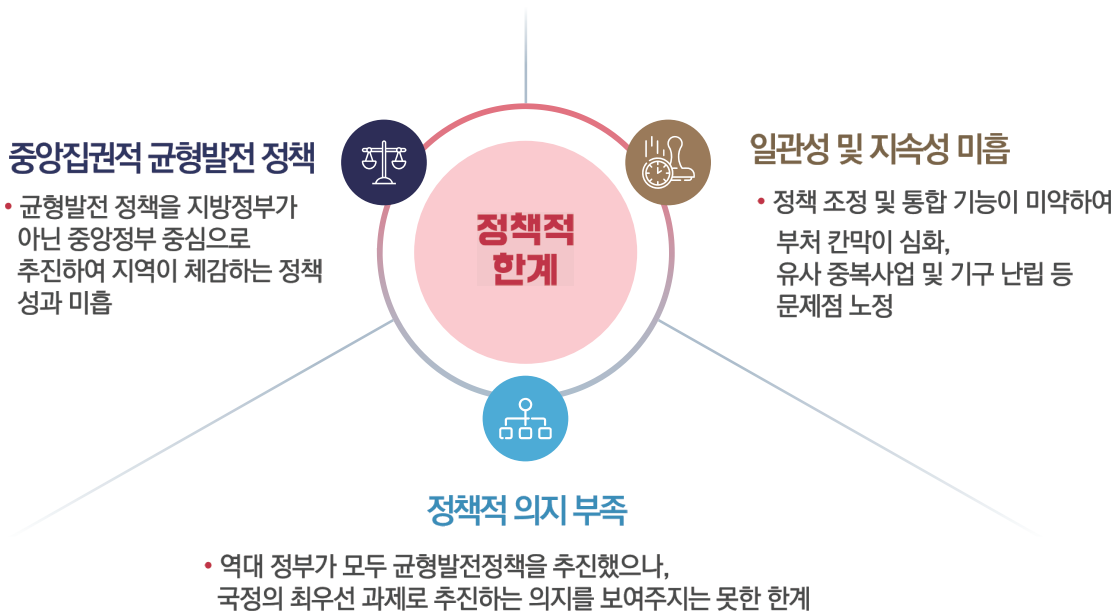 정책적
한계
중앙집권적 균형발전 정책
• 균형발전 정책을 지방정부가
아닌 중앙정부 중심으로
추진하여 지역이 체감하는 정책
성과 미흡
일관성 및 지속성 미흡
• 정책 조정 및 통합 기능이 미약하여
부처 칸막이 심화,
유사 중복사업 및 기구 난립 등
문제점 노정
정책적 의지 부족
• 역대 정부가 모두 균형발전정책을 추진했으나,
국정의 최우선 과제로 추진하는 의지를 보여주지는 못한 한계